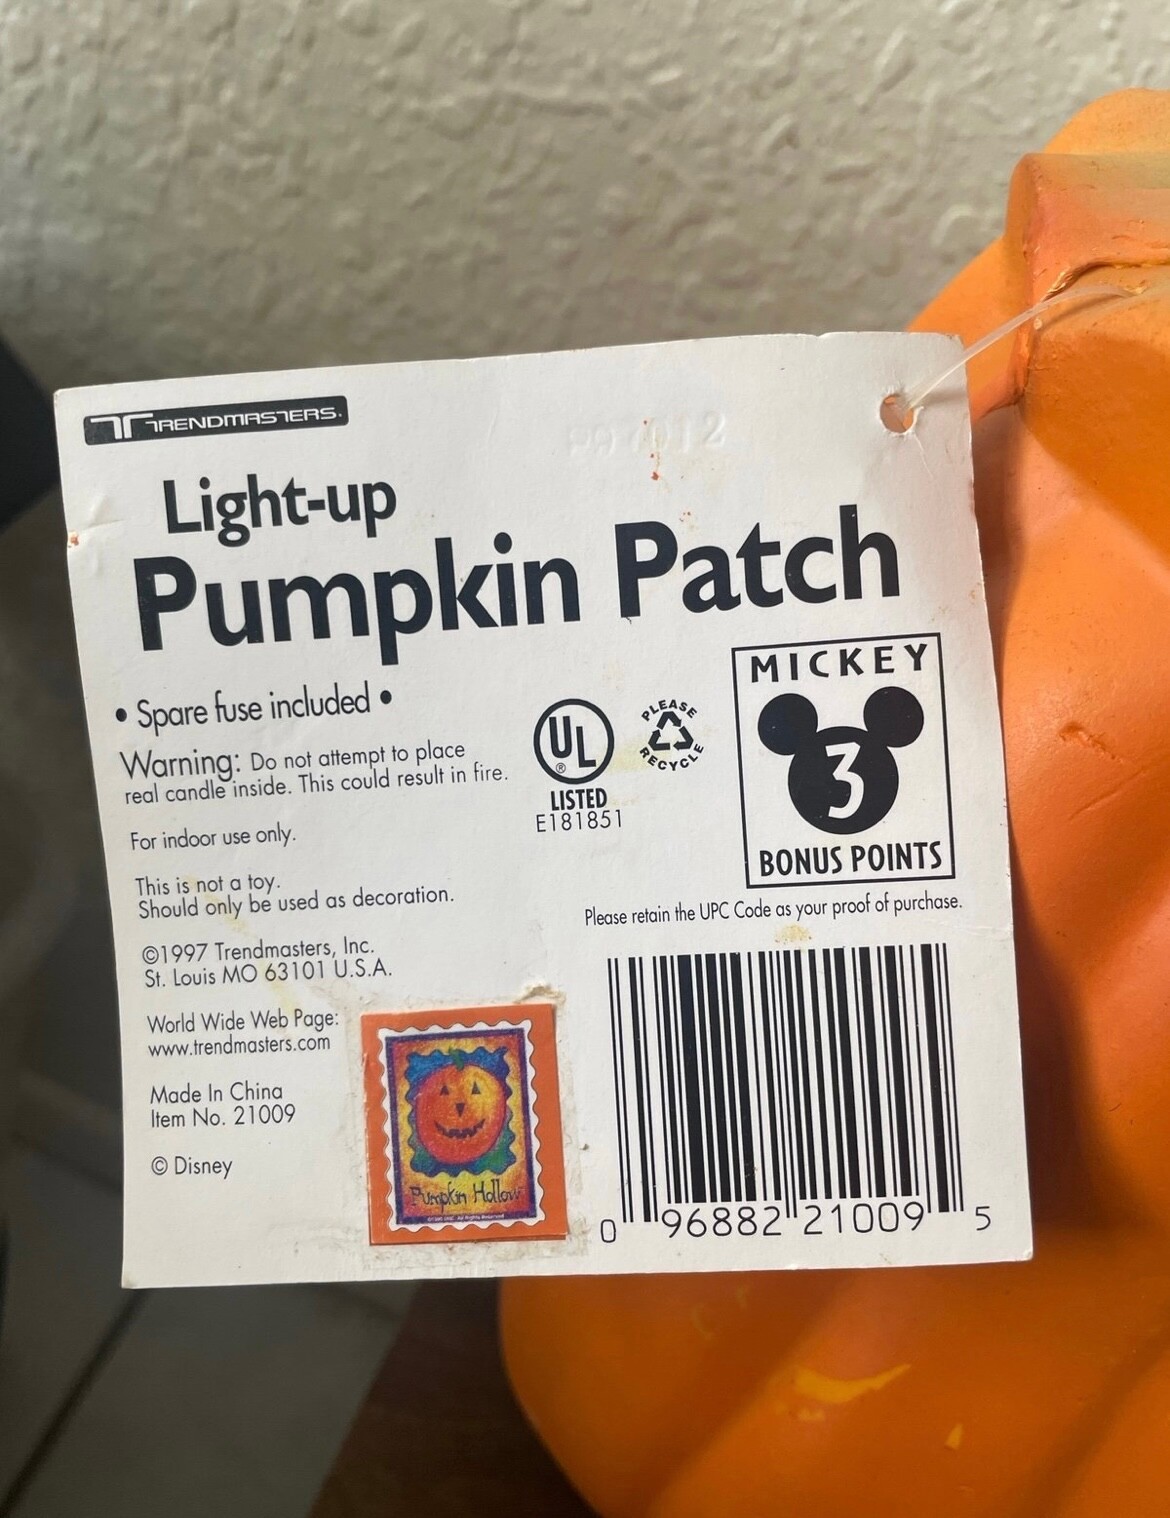 TRENDMASTERS.
Light-up
Pumpkin Patch
• Spare fuse included •
Warning: Do not attempt to place
real candle inside. This could result in fire.
For indoor use only.
This is not a toy.
Should only be used as decoration.
©1997 Trendmasters, Inc.
St. Louis MO 63101 U.S.A.
World Wide Web Page:
www.trendmasters.com
Made In China
Item No. 21009
© Disney
UL
®
LISTED
E181851
PLEASE
RECYCLE
MICKEY
3
BONUS POINTS
Please retain the UPC Code as your proof of purchase.
Pumpkin Hollow
All Rights Reserved
0 96882 21009 5